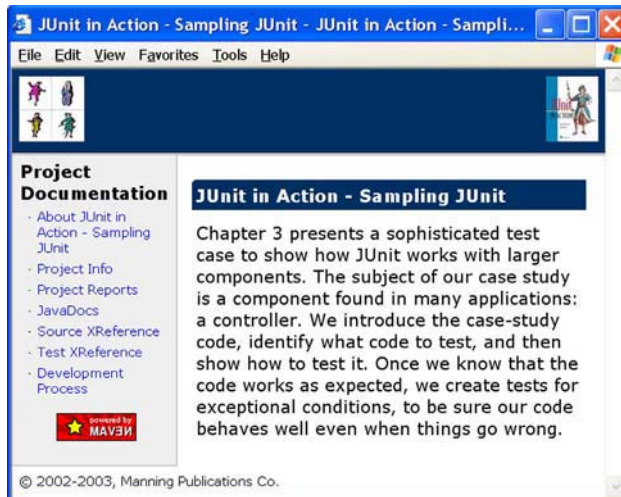 JUnit in Action - Sampling JUnit - JUnit in Action - Sampli...
File Edit View Favorites Tools Help
JUnit
IN ACTION
Project
Documentation
· About JUnit in
Action - Sampling
JUnit
· Project Info
· Project Reports
· JavaDocs
· Source XReference
· Test XReference
· Development
Process
powered by
MAVEN
JUnit in Action - Sampling JUnit
Chapter 3 presents a sophisticated test
case to show how JUnit works with larger
components. The subject of our case study
is a component found in many applications:
a controller. We introduce the case-study
code, identify what code to test, and then
show how to test it. Once we know that the
code works as expected, we create tests for
exceptional conditions, to be sure our code
behaves well even when things go wrong.
© 2002-2003, Manning Publications Co.